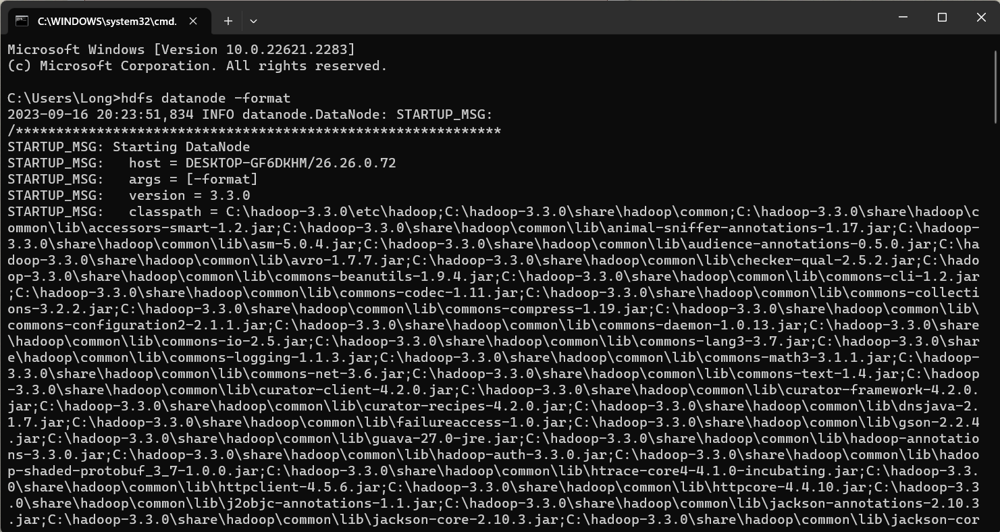 C:\WINDOWS\system32\cmd.
Microsoft Windows [Version 10.0.22621.2283]
(c) Microsoft Corporation. All rights reserved.
C:\Users\Long>hdfs datanode -format
2023-09-16 20:23:51,834 INFO datanode.DataNode: STARTUP_MSG:
/************************************************************
STARTUP_MSG: Starting DataNode
STARTUP_MSG:   host = DESKTOP-GF6DKHM/26.26.0.72
STARTUP_MSG:   args = [-format]
STARTUP_MSG:   version = 3.3.0
STARTUP_MSG:   classpath = C:\hadoop-3.3.0\etc\hadoop;C:\hadoop-3.3.0\share\hadoop\common;C:\hadoop-3.3.0\share\hadoop\c
ommon\lib\accessors-smart-1.2.jar;C:\hadoop-3.3.0\share\hadoop\common\lib\animal-sniffer-annotations-1.17.jar;C:\hadoop-
3.3.0\share\hadoop\common\lib\asm-5.0.4.jar;C:\hadoop-3.3.0\share\hadoop\common\lib\audience-annotations-0.5.0.jar;C:\ha
doop-3.3.0\share\hadoop\common\lib\avro-1.7.7.jar;C:\hadoop-3.3.0\share\hadoop\common\lib\checker-qual-2.5.2.jar;C:\hado
op-3.3.0\share\hadoop\common\lib\commons-beanutils-1.9.4.jar;C:\hadoop-3.3.0\share\hadoop\common\lib\commons-cli-1.2.jar
;C:\hadoop-3.3.0\share\hadoop\common\lib\commons-codec-1.11.jar;C:\hadoop-3.3.0\share\hadoop\common\lib\commons-collecti
ons-3.2.2.jar;C:\hadoop-3.3.0\share\hadoop\common\lib\commons-compress-1.19.jar;C:\hadoop-3.3.0\share\hadoop\common\lib\
commons-configuration2-2.1.1.jar;C:\hadoop-3.3.0\share\hadoop\common\lib\commons-daemon-1.0.13.jar;C:\hadoop-3.3.0\share
\hadoop\common\lib\commons-io-2.5.jar;C:\hadoop-3.3.0\share\hadoop\common\lib\commons-lang3-3.7.jar;C:\hadoop-3.3.0\shar
e\hadoop\common\lib\commons-logging-1.1.3.jar;C:\hadoop-3.3.0\share\hadoop\common\lib\commons-math3-3.1.1.jar;C:\hadoop-
3.3.0\share\hadoop\common\lib\commons-net-3.6.jar;C:\hadoop-3.3.0\share\hadoop\common\lib\commons-text-1.4.jar;C:\hadoop
-3.3.0\share\hadoop\common\lib\curator-client-4.2.0.jar;C:\hadoop-3.3.0\share\hadoop\common\lib\curator-framework-4.2.0.
jar;C:\hadoop-3.3.0\share\hadoop\common\lib\curator-recipes-4.2.0.jar;C:\hadoop-3.3.0\share\hadoop\common\lib\dnsjava-2.
1.7.jar;C:\hadoop-3.3.0\share\hadoop\common\lib\failureaccess-1.0.jar;C:\hadoop-3.3.0\share\hadoop\common\lib\gson-2.2.4
.jar;C:\hadoop-3.3.0\share\hadoop\common\lib\guava-27.0-jre.jar;C:\hadoop-3.3.0\share\hadoop\common\lib\hadoop-annotatio
ns-3.3.0.jar;C:\hadoop-3.3.0\share\hadoop\common\lib\hadoop-auth-3.3.0.jar;C:\hadoop-3.3.0\share\hadoop\common\lib\hadoo
p-shaded-protobuf_3_7-1.0.0.jar;C:\hadoop-3.3.0\share\hadoop\common\lib\htrace-core4-4.1.0-incubating.jar;C:\hadoop-3.3.
0\share\hadoop\common\lib\httpclient-4.5.6.jar;C:\hadoop-3.3.0\share\hadoop\common\lib\httpcore-4.4.10.jar;C:\hadoop-3.3
.0\share\hadoop\common\lib\j2objc-annotations-1.1.jar;C:\hadoop-3.3.0\share\hadoop\common\lib\jackson-annotations-2.10.3
.jar;C:\hadoop-3.3.0\share\hadoop\common\lib\jackson-core-2.10.3.jar;C:\hadoop-3.3.0\share\hadoop\common\lib\jackson-cor